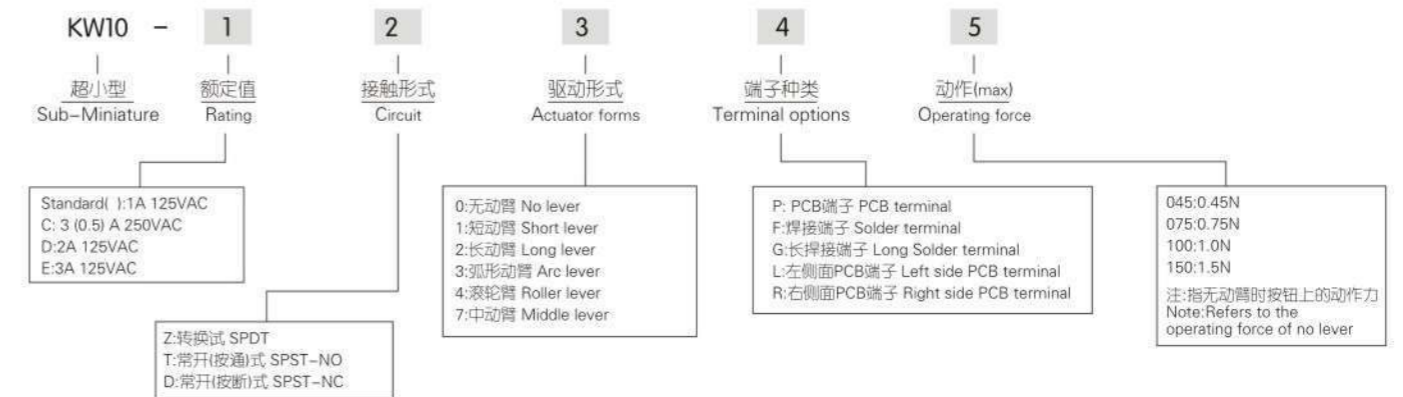 KW10 – 1 2 3 4 5
超小型 额定值 接触形式 驱动形式 端子种类 动作(max)
Sub–Miniature Rating Circuit Actuator forms Terminal options Operating force
Standard( ):1A 125VAC
C: 3 (0.5) A 250VAC
D:2A 125VAC
E:3A 125VAC
Z:转换试 SPDT
T:常开(按通)式 SPST–NO
D:常开(按断)式 SPST–NC
0:无动臂 No lever
1:短动臂 Short lever
2:长动臂 Long lever
3:弧形动臂 Arc lever
4:滚轮臂 Roller lever
7:中动臂 Middle lever
P: PCB端子 PCB terminal
F:焊接端子 Solder terminal
G:长焊接端子 Long Solder terminal
L:左侧面PCB端子 Left side PCB terminal
R:右侧面PCB端子 Right side PCB terminal
045:0.45N
075:0.75N
100:1.0N
150:1.5N
注:指无动臂时按钮上的动作力
Note:Refers to the
operating force of no lever